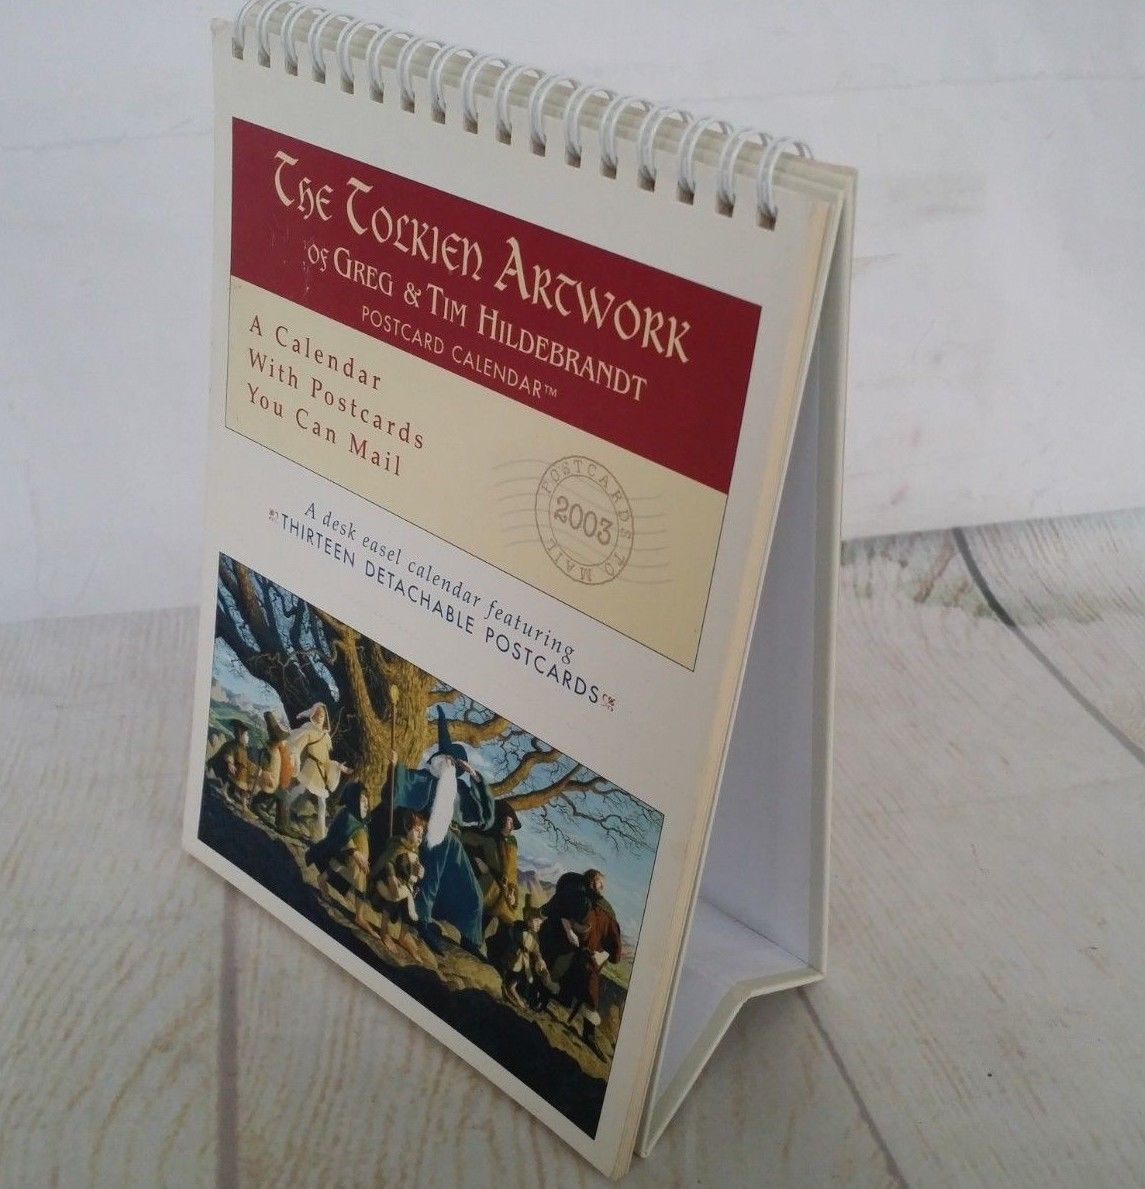 The Tolkien Artwork
of Greg & Tim Hildebrandt
POSTCARD CALENDAR™
A Calendar
With Postcards
You Can Mail
POSTCARDS TO MAIL
2003
A desk easel calendar featuring
THIRTEEN DETACHABLE POSTCARDS